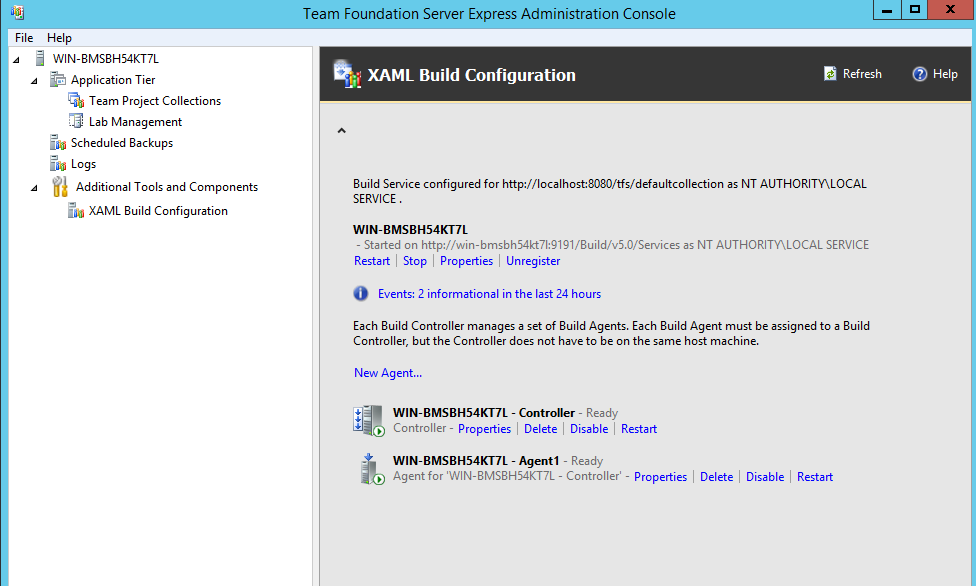 Team Foundation Server Express Administration Console
File Help
WIN-BMSBH54KT7L
Application Tier
Team Project Collections
Lab Management
Scheduled Backups
Logs
Additional Tools and Components
XAML Build Configuration
XAML Build Configuration
Refresh
Help
Build Service configured for http://localhost:8080/tfs/defaultcollection as NT AUTHORITY\LOCAL
SERVICE .
WIN-BMSBH54KT7L
- Started on http://win-bmsbh54kt7l:9191/Build/v5.0/Services as NT AUTHORITY\LOCAL SERVICE
Restart | Stop | Properties | Unregister
Events: 2 informational in the last 24 hours
Each Build Controller manages a set of Build Agents. Each Build Agent must be assigned to a Build
Controller, but the Controller does not have to be on the same host machine.
New Agent...
WIN-BMSBH54KT7L - Controller - Ready
Controller - Properties | Delete | Disable | Restart
WIN-BMSBH54KT7L - Agent1 - Ready
Agent for 'WIN-BMSBH54KT7L - Controller' - Properties | Delete | Disable | Restart